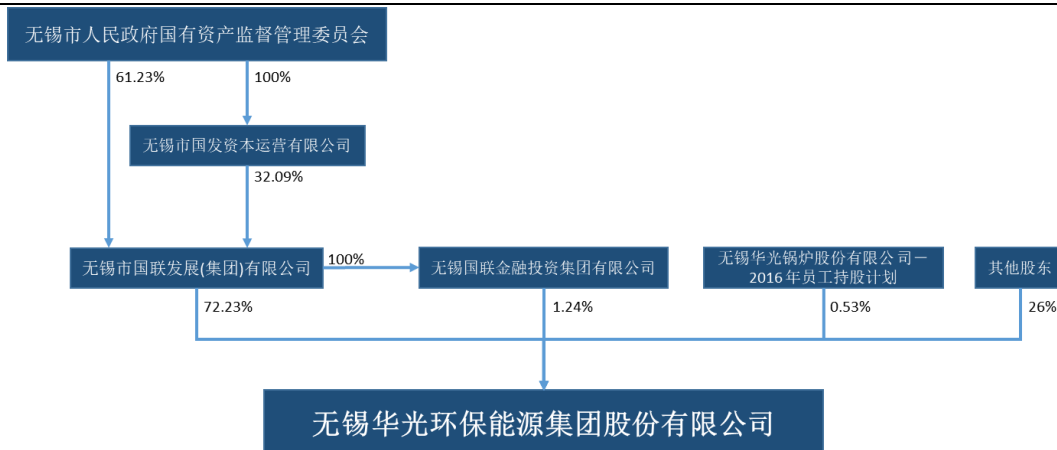 无锡市人民政府国有资产监督管理委员会
61.23%
100%
无锡市国发资本运营有限公司
32.09%
无锡市国联发展(集团)有限公司
100%
无锡国联金融投资集团有限公司
无锡华光锅炉股份有限公司－
2016年员工持股计划
其他股东
72.23%
1.24%
0.53%
26%
无锡华光环保能源集团股份有限公司